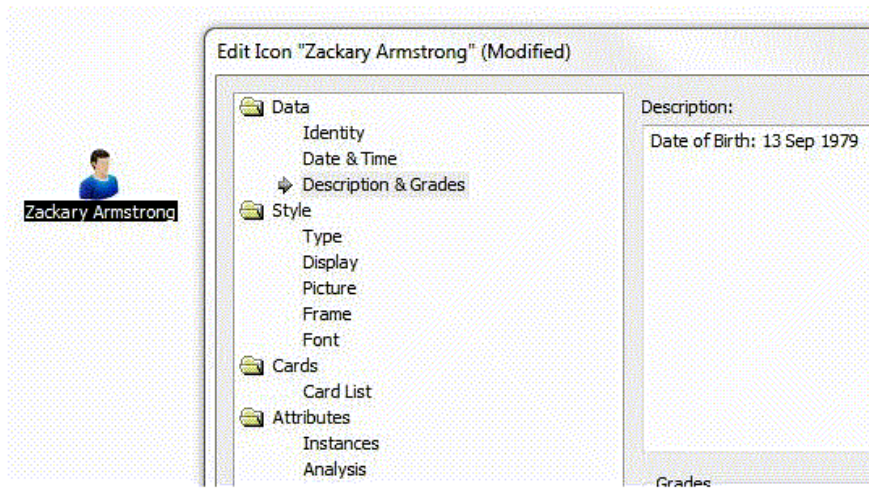 Edit Icon "Zackary Armstrong" (Modified)
Zackary Armstrong
Data
Identity
Date & Time
Description & Grades
Style
Type
Display
Picture
Frame
Font
Cards
Card List
Attributes
Instances
Analysis
Description:
Date of Birth: 13 Sep 1979
Grades